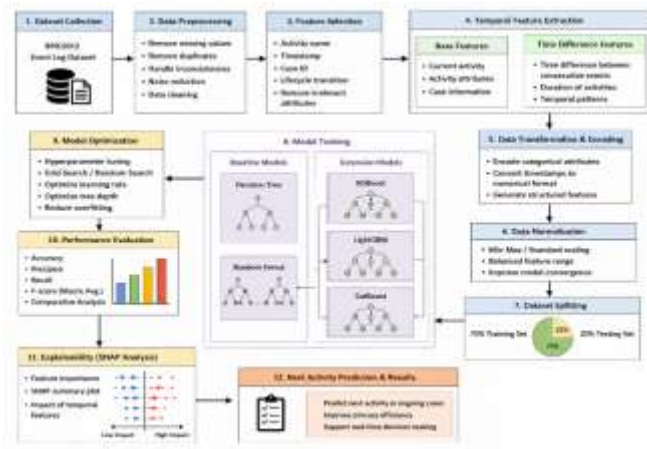 1. Dataset Collection
BPIC2012
Event Log Dataset
2. Data Preprocessing
• Remove missing values
• Remove duplicates
• Handle inconsistencies
• Noise reduction
• Data cleaning
3. Feature Selection
• Activity name
• Timestamp
• Case ID
• Lifecycle transition
• Remove irrelevant attributes
4. Temporal Feature Extraction
Base Features
• Current activity
• Activity attributes
• Case information
Time Difference Features
• Time difference between consecutive events
• Duration of activities
• Temporal patterns
5. Data Transformation & Encoding
• Encode categorical attributes
• Convert timestamps to numerical format
• Generate structured features
6. Data Normalization
• Min Max / Standard scaling
• Balanced feature range
• Improve model convergence
7. Dataset Splitting
Training Set
Testing Set
8. Model Training
Baseline Models
Decision Tree
Random Forest
Extension Models
XGBoost
LightGBM
CatBoost
9. Model Optimization
• Hyperparameter tuning
• Grid Search / Random Search
• Optimize learning rate
• Optimize max depth
• Reduce overfitting
10. Performance Evaluation
• Accuracy
• Precision
• Recall
• F-score (Macro Avg.)
• Comparative Analysis
11. Explainability (SHAP Analysis)
• Feature importance
• SHAP summary plot
• Impact of temporal features
Low Impact
High Impact
12. Next Activity Prediction & Results
Predict next activity in ongoing cases
Improve process efficiency
Support real-time decision making